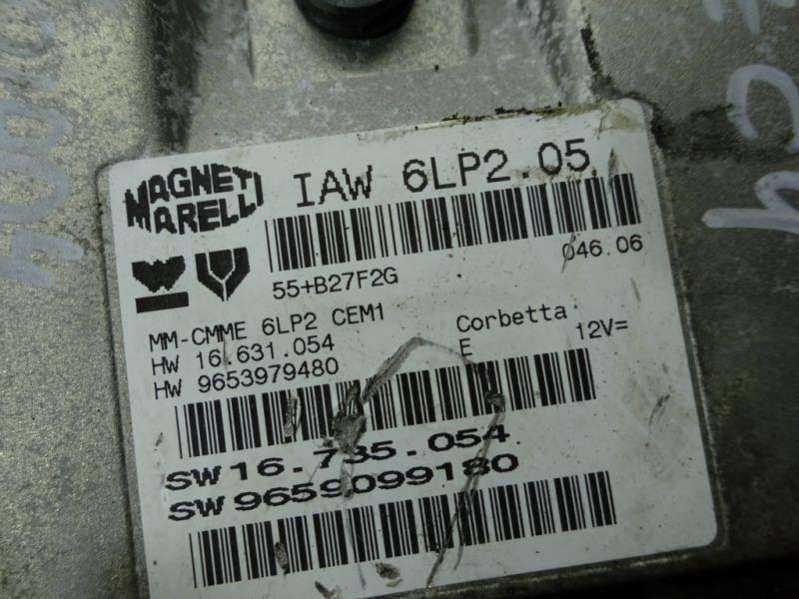 MAGNETI
MARELLI
IAW 6LP2.05
55+B27F2G
046.06
MM-CMME 6LP2 CEM1
HW 16.631.054
HW 9653979480
Corbetta
E
12V=
SW 16.735.054
SW 9659099180